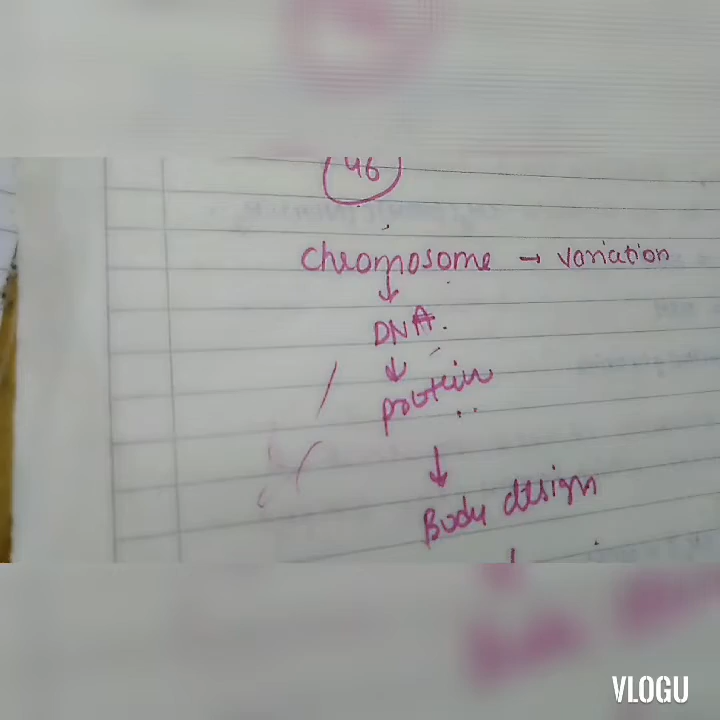 46
Chromosome → variation
↓
DNA.
↓
protein
↓
Body design
VLOGU